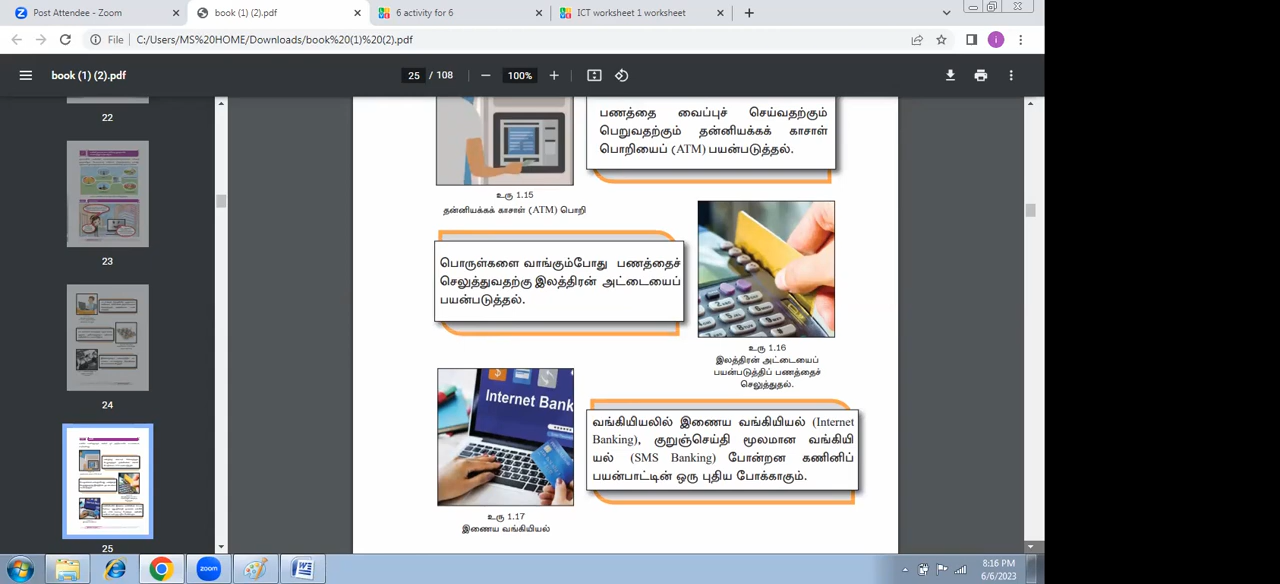 Post Attendee - Zoom
book (1) (2).pdf
6 activity for 6
ICT worksheet 1 worksheet
File
C:/Users/MS%20HOME/Downloads/book%20(1)%20(2).pdf
book (1) (2).pdf
25 / 108
100%
22
23
24
25
பணத்தை வைப்புச் செய்வதற்கும்
பெறுவதற்கும் தன்னியக்கக் காசாள்
பொறியைப் (ATM) பயன்படுத்தல்.
உரு 1.15
தன்னியக்கக் காசாள் (ATM) பொறி
பொருள்களை வாங்கும்போது பணத்தைச்
செலுத்துவதற்கு இலத்திரன் அட்டையைப்
பயன்படுத்தல்.
உரு 1.16
இலத்திரன் அட்டையைப்
பயன்படுத்திப் பணத்தைச்
செலுத்துதல்.
Internet Bank
வங்கியியலில் இணைய வங்கியியல் (Internet
Banking), குறுஞ்செய்தி மூலமான வங்கியி
யல் (SMS Banking) போன்றன கணினிப்
பயன்பாட்டின் ஒரு புதிய போக்காகும்.
உரு 1.17
இணைய வங்கியியல்
zoom
8:16 PM
6/6/2023